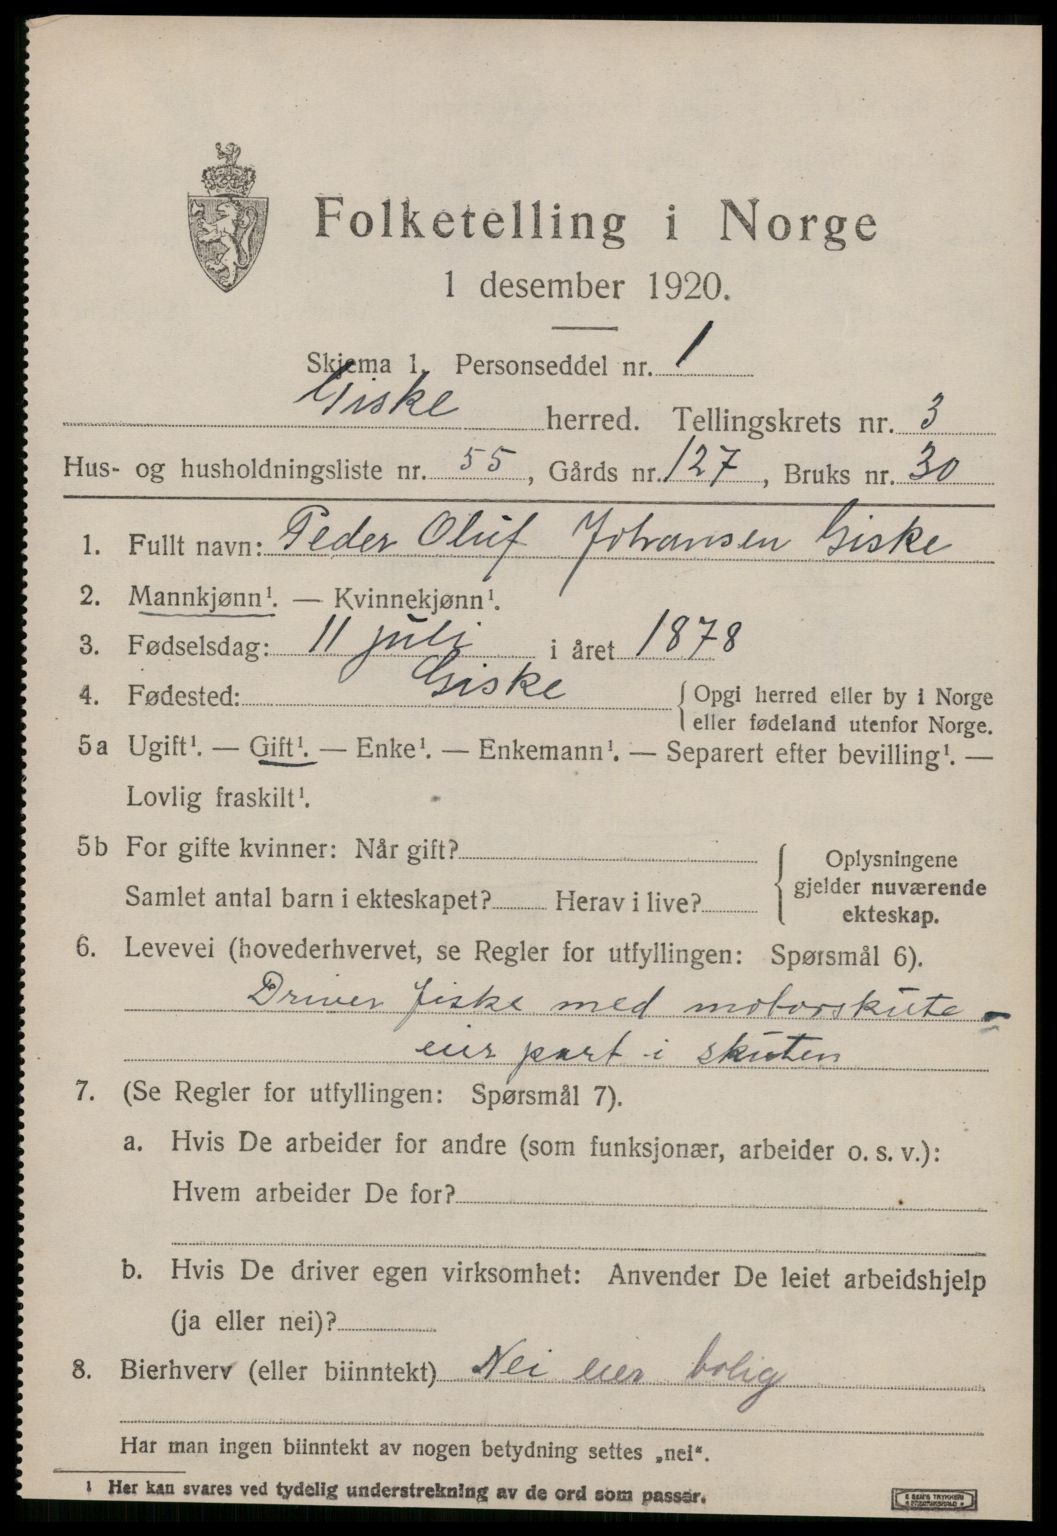 Folketelling i Norge
1 desember 1920.
Skjema 1. Personseddel nr. 1
Giske herred. Tellingskrets nr. 3
Hus- og husholdningsliste nr. 55, Gårds nr. 127, Bruks nr. 30
1. Fullt navn: Peder Oluf Johansen Giske
2. Mannkjønn¹. — Kvinnekjønn¹.
3. Fødselsdag: 11 juli i året 1878
4. Fødested: Giske { Opgi herred eller by i Norge
eller fødeland utenfor Norge.
5a Ugift¹. — Gift¹. — Enke¹. — Enkemann¹. — Separert efter bevilling¹. —
Lovlig fraskilt¹.
5b For gifte kvinner: Når gift?
Samlet antal barn i ekteskapet? Herav i live?
Oplysningene
gjelder nuværende
ekteskap.
6. Levevei (hovederhvervet, se Regler for utfyllingen: Spørsmål 6).
Driver fiske med motorskute -
eier part i skuten
7. (Se Regler for utfyllingen: Spørsmål 7).
a. Hvis De arbeider for andre (som funksjonær, arbeider o. s. v.):
Hvem arbeider De for?
b. Hvis De driver egen virksomhet: Anvender De leiet arbeidshjelp
(ja eller nei)?
8. Bierhverv (eller biinntekt) Nei eier bolig
Har man ingen biinntekt av nogen betydning settes „nei“.
¹ Her kan svares ved tydelig understrekning av de ord som passer.